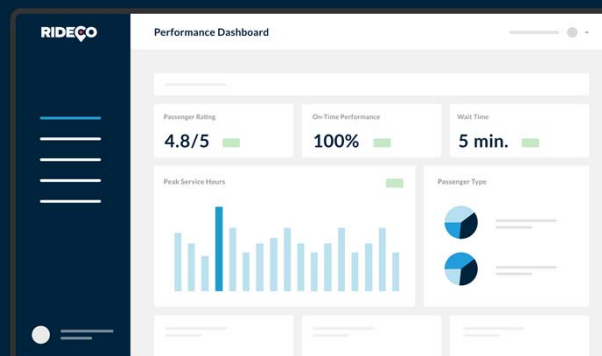 RIDECO
Performance Dashboard
Passenger Rating
4.8/5
On-Time Performance
100%
Wait Time
5 min.
Peak Service Hours
Passenger Type